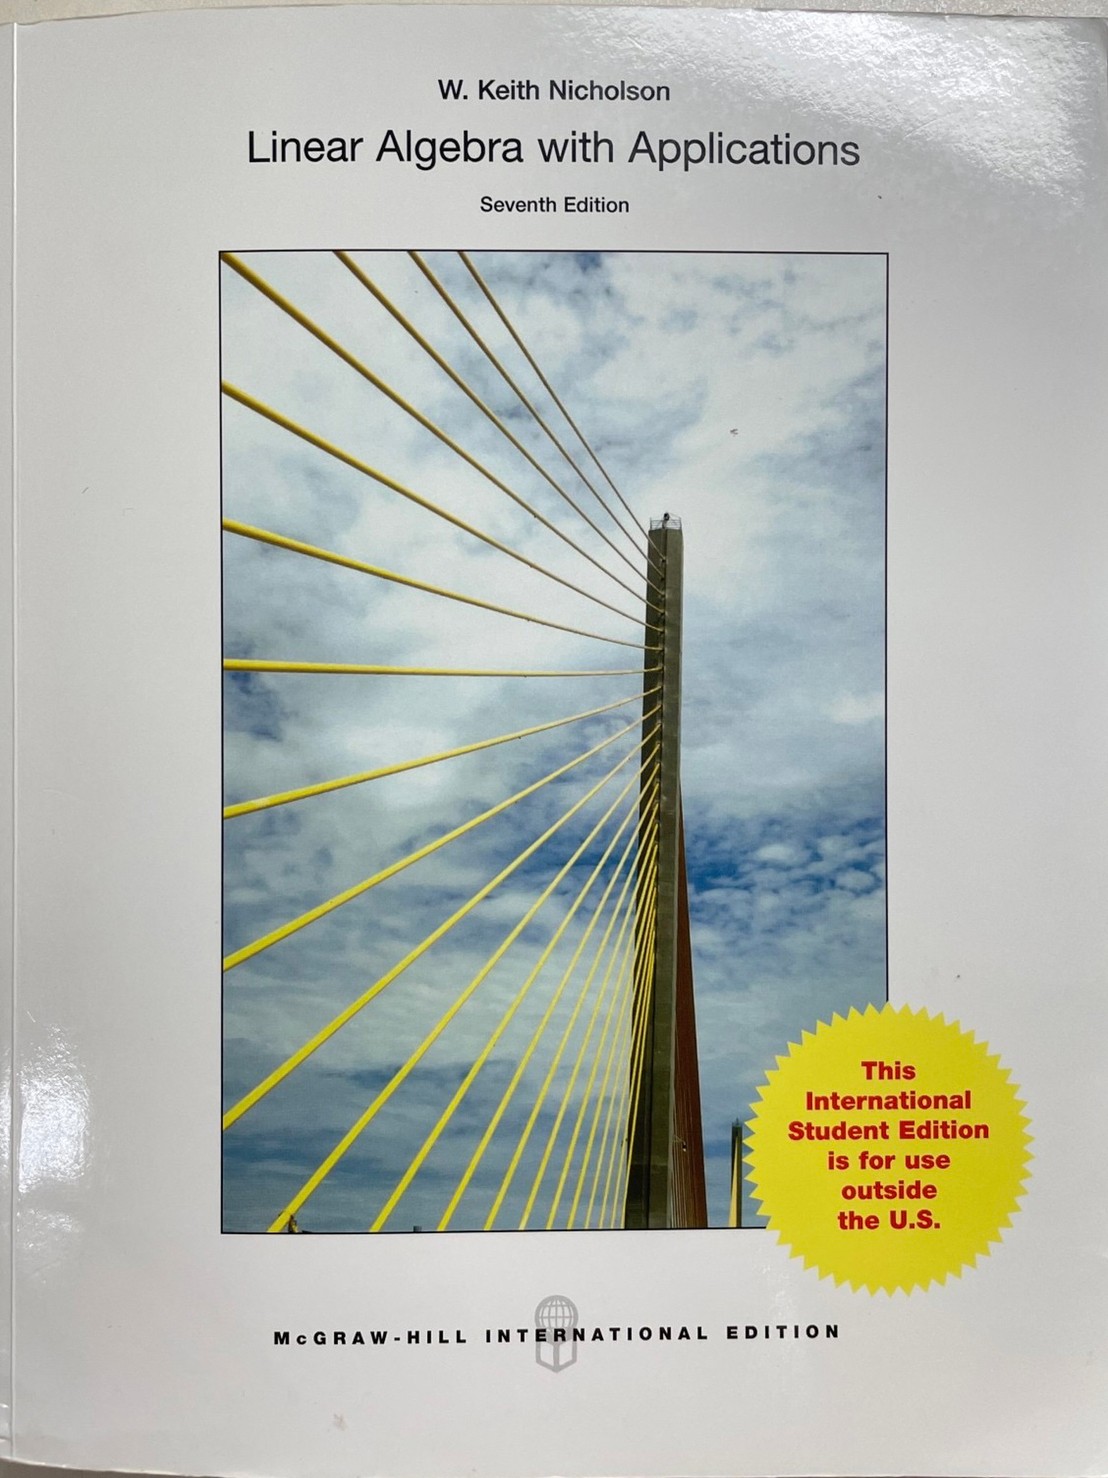 W. Keith Nicholson
Linear Algebra with Applications
Seventh Edition
This
International
Student Edition
is for use
outside
the U.S.
McGRAW-HILL INTERNATIONAL EDITION